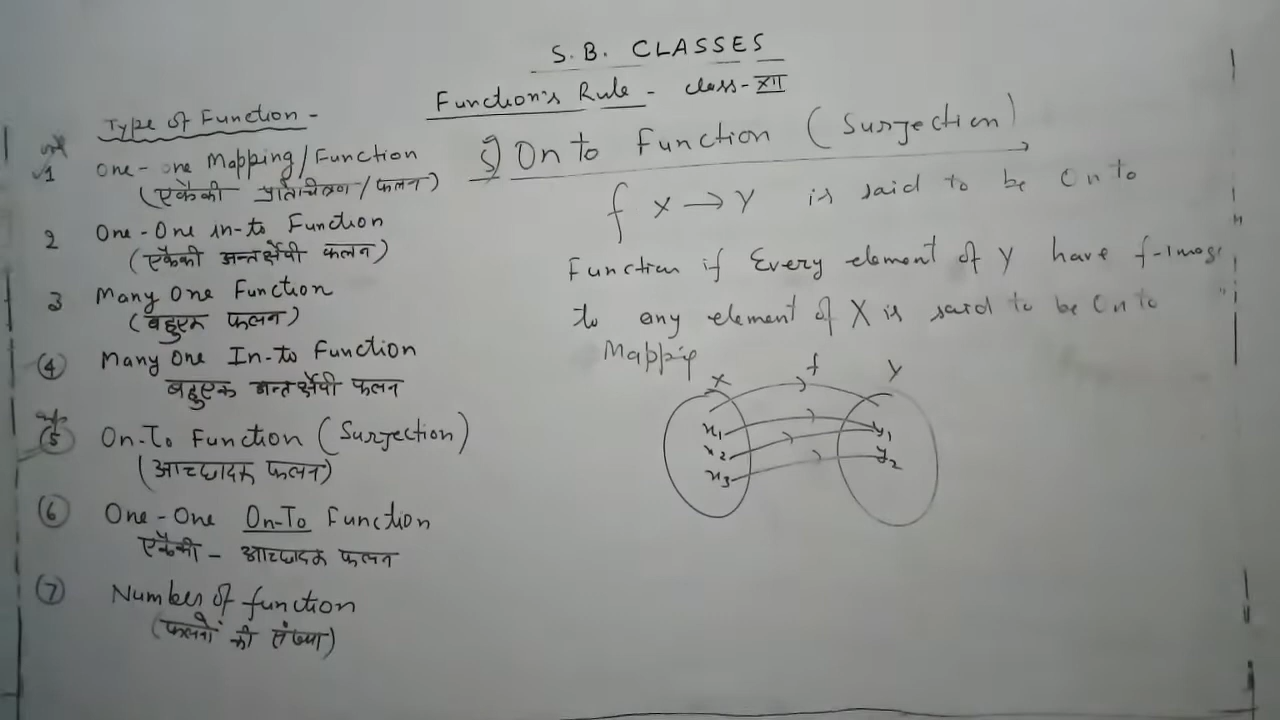 S. B. CLASSES
Function's Rule - class-XII
Type of Function -
1 One-one Mapping/Function
(एकैकी प्रतिचित्रण/फलन)
2 One-One in-to Function
(एकैकी अन्तर्क्षेपी फलन)
3 Many One Function
(बहुएक फलन)
4 Many One In-to Function
बहुएक अन्तर्क्षेपी फलन
5 On-To Function (Surjection)
(आच्छादक फलन)
6 One-One On-To Function
एकैकी - आच्छादक फलन
7 Number of function
(फलनों की संख्या)
5) On to Function (Surjection)
f X → Y is said to be Onto
Function if Every element of Y have f-image
to any element of X is said to be Onto
Mapping
X f Y
x1 y1
x2 y2
x3